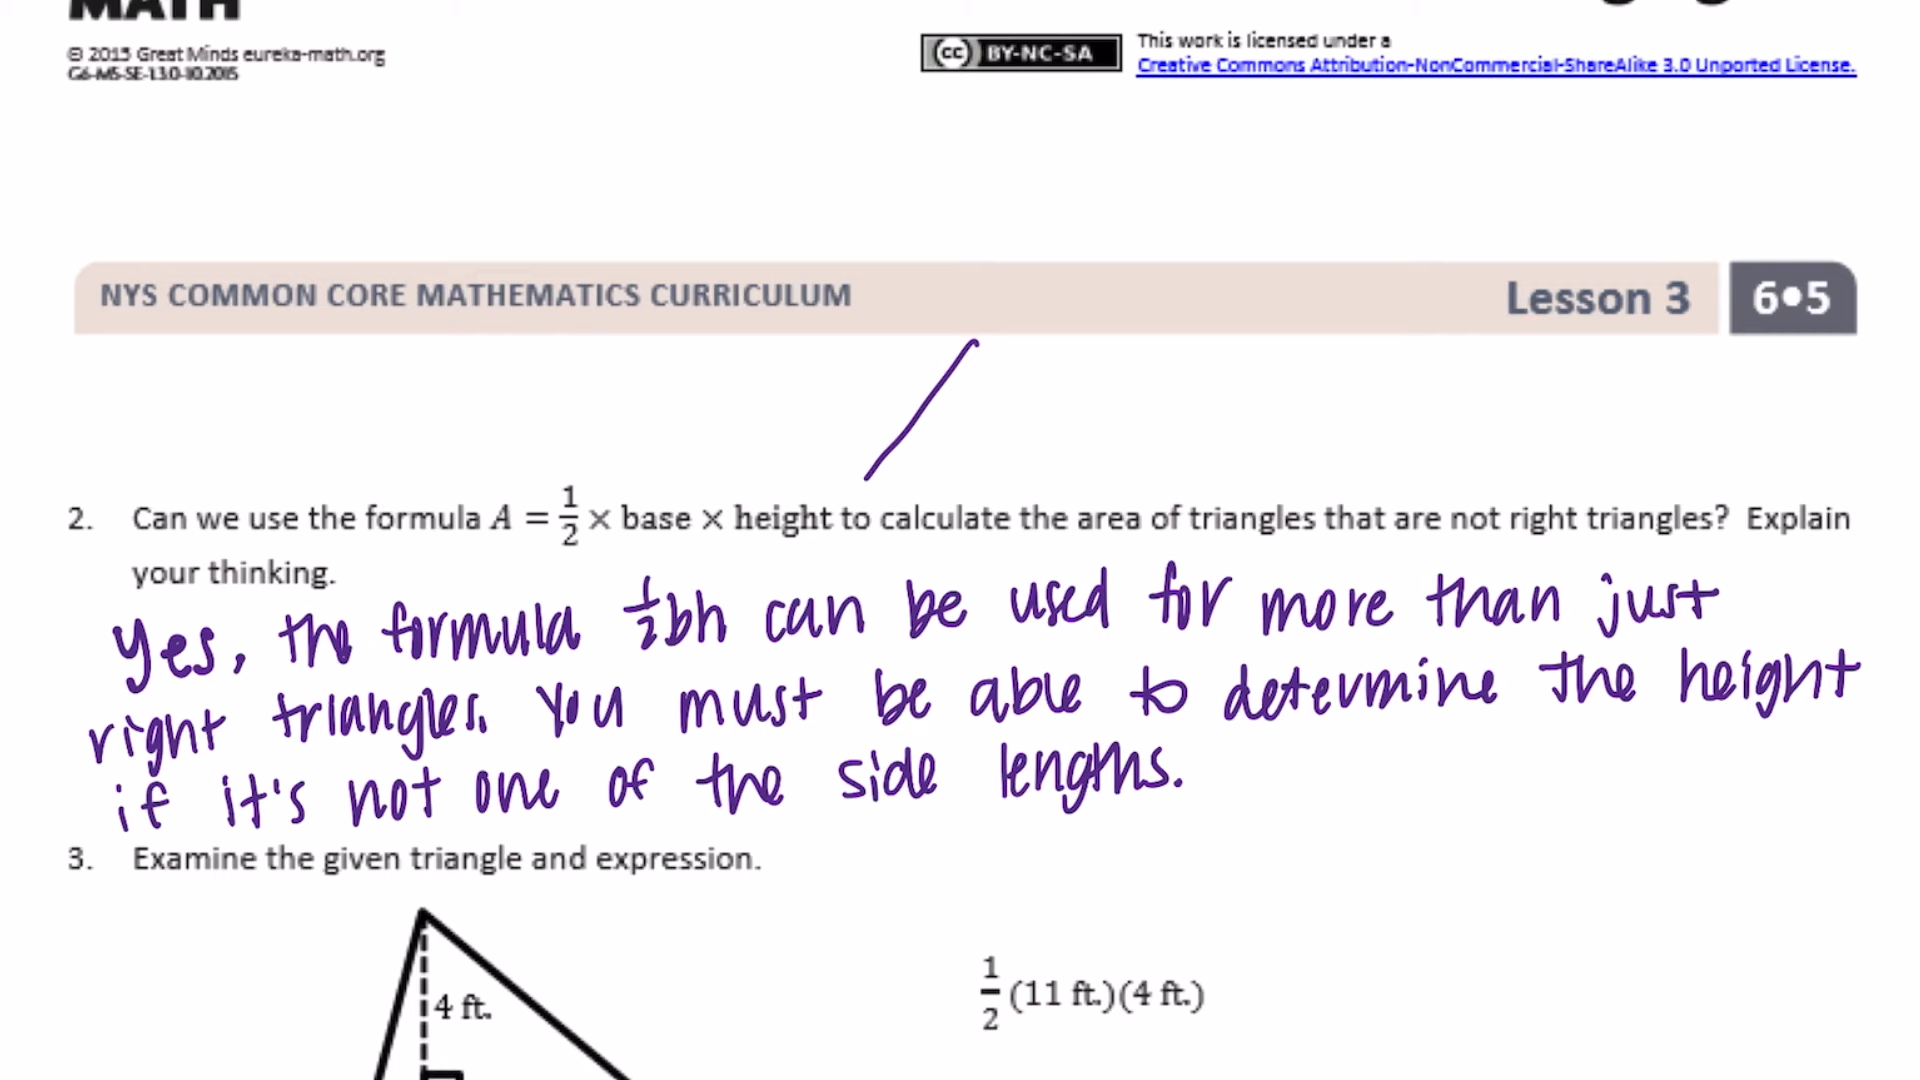 MATH
© 2015 Great Minds eureka-math.org
G6-M5-SE-1.3.0-10.2015
cc BY-NC-SA
This work is licensed under a
Creative Commons Attribution-NonCommercial-ShareAlike 3.0 Unported License.
NYS COMMON CORE MATHEMATICS CURRICULUM
Lesson 3
6•5
2. Can we use the formula A = 1/2 × base × height to calculate the area of triangles that are not right triangles? Explain
your thinking.
Yes, the formula 1/2bh can be used for more than just
right triangles. You must be able to determine the height
if it's not one of the side lengths.
3. Examine the given triangle and expression.
4 ft.
1/2 (11 ft.)(4 ft.)